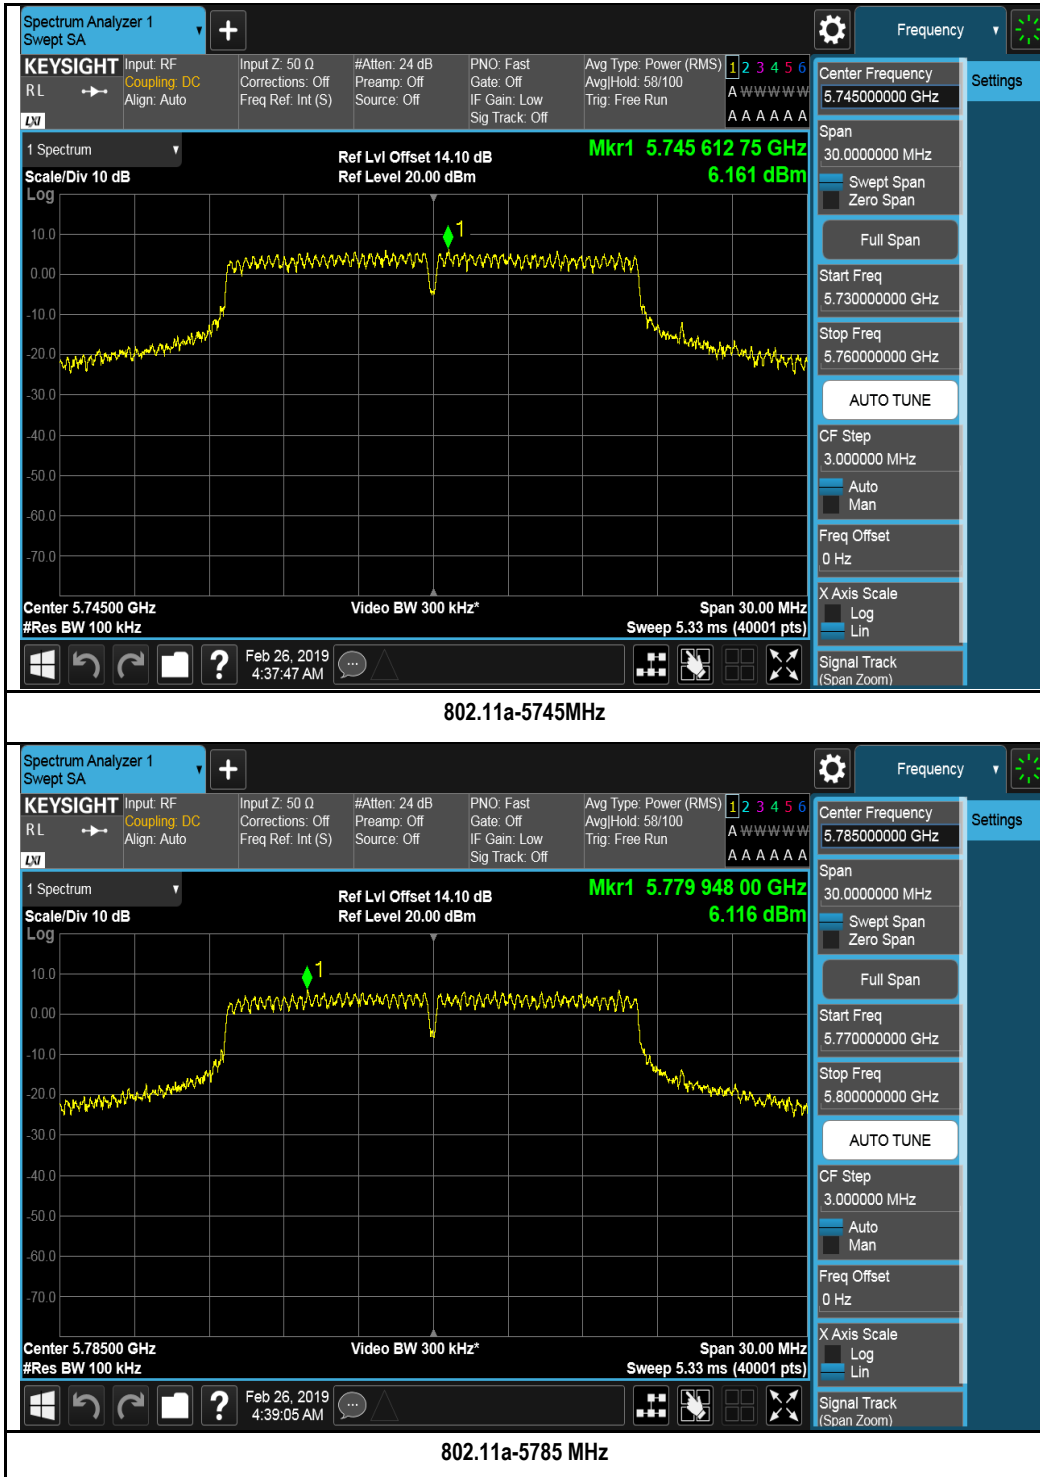 Spectrum Analyzer 1
Swept SA
Frequency
KEYSIGHT
RL
LXI
Input: RF
Coupling: DC
Align: Auto
Input Z: 50 Ω
Corrections: Off
Freq Ref: Int (S)
#Atten: 24 dB
Preamp: Off
Source: Off
PNO: Fast
Gate: Off
IF Gain: Low
Sig Track: Off
Avg Type: Power (RMS)
Avg|Hold: 58/100
Trig: Free Run
1 2 3 4 5 6
A W W W W W
A A A A A A
Center Frequency
5.745000000 GHz
Settings
Span
30.0000000 MHz
Swept Span
Zero Span
Full Span
Start Freq
5.730000000 GHz
Stop Freq
5.760000000 GHz
AUTO TUNE
CF Step
3.000000 MHz
Auto
Man
Freq Offset
0 Hz
X Axis Scale
Log
Lin
Signal Track
(Span Zoom)
1 Spectrum
Scale/Div 10 dB
Log
Ref Lvl Offset 14.10 dB
Ref Level 20.00 dBm
Mkr1 5.745 612 75 GHz
6.161 dBm
1
10.0
0.00
-10.0
-20.0
-30.0
-40.0
-50.0
-60.0
-70.0
Center 5.74500 GHz
#Res BW 100 kHz
Video BW 300 kHz*
Span 30.00 MHz
Sweep 5.33 ms (40001 pts)
Feb 26, 2019
4:37:47 AM
802.11a-5745MHz
Spectrum Analyzer 1
Swept SA
Frequency
KEYSIGHT
RL
LXI
Input: RF
Coupling: DC
Align: Auto
Input Z: 50 Ω
Corrections: Off
Freq Ref: Int (S)
#Atten: 24 dB
Preamp: Off
Source: Off
PNO: Fast
Gate: Off
IF Gain: Low
Sig Track: Off
Avg Type: Power (RMS)
Avg|Hold: 58/100
Trig: Free Run
1 2 3 4 5 6
A W W W W W
A A A A A A
Center Frequency
5.785000000 GHz
Settings
Span
30.0000000 MHz
Swept Span
Zero Span
Full Span
Start Freq
5.770000000 GHz
Stop Freq
5.800000000 GHz
AUTO TUNE
CF Step
3.000000 MHz
Auto
Man
Freq Offset
0 Hz
X Axis Scale
Log
Lin
Signal Track
(Span Zoom)
1 Spectrum
Scale/Div 10 dB
Log
Ref Lvl Offset 14.10 dB
Ref Level 20.00 dBm
Mkr1 5.779 948 00 GHz
6.116 dBm
1
10.0
0.00
-10.0
-20.0
-30.0
-40.0
-50.0
-60.0
-70.0
Center 5.78500 GHz
#Res BW 100 kHz
Video BW 300 kHz*
Span 30.00 MHz
Sweep 5.33 ms (40001 pts)
Feb 26, 2019
4:39:05 AM
802.11a-5785 MHz